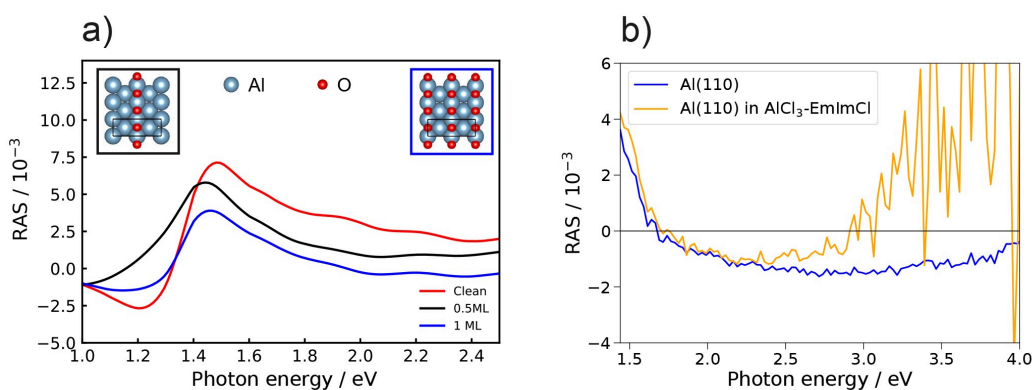 a)
12.5
10.0
7.5
5.0
2.5
0.0
−2.5
−5.0
RAS / 10⁻³
Al
O
Clean
0.5ML
1 ML
1.0 1.2 1.4 1.6 1.8 2.0 2.2 2.4
Photon energy / eV
b)
6
4
2
0
−2
−4
RAS / 10⁻³
Al(110)
Al(110) in AlCl₃-EmImCl
1.5 2.0 2.5 3.0 3.5 4.0
Photon energy / eV